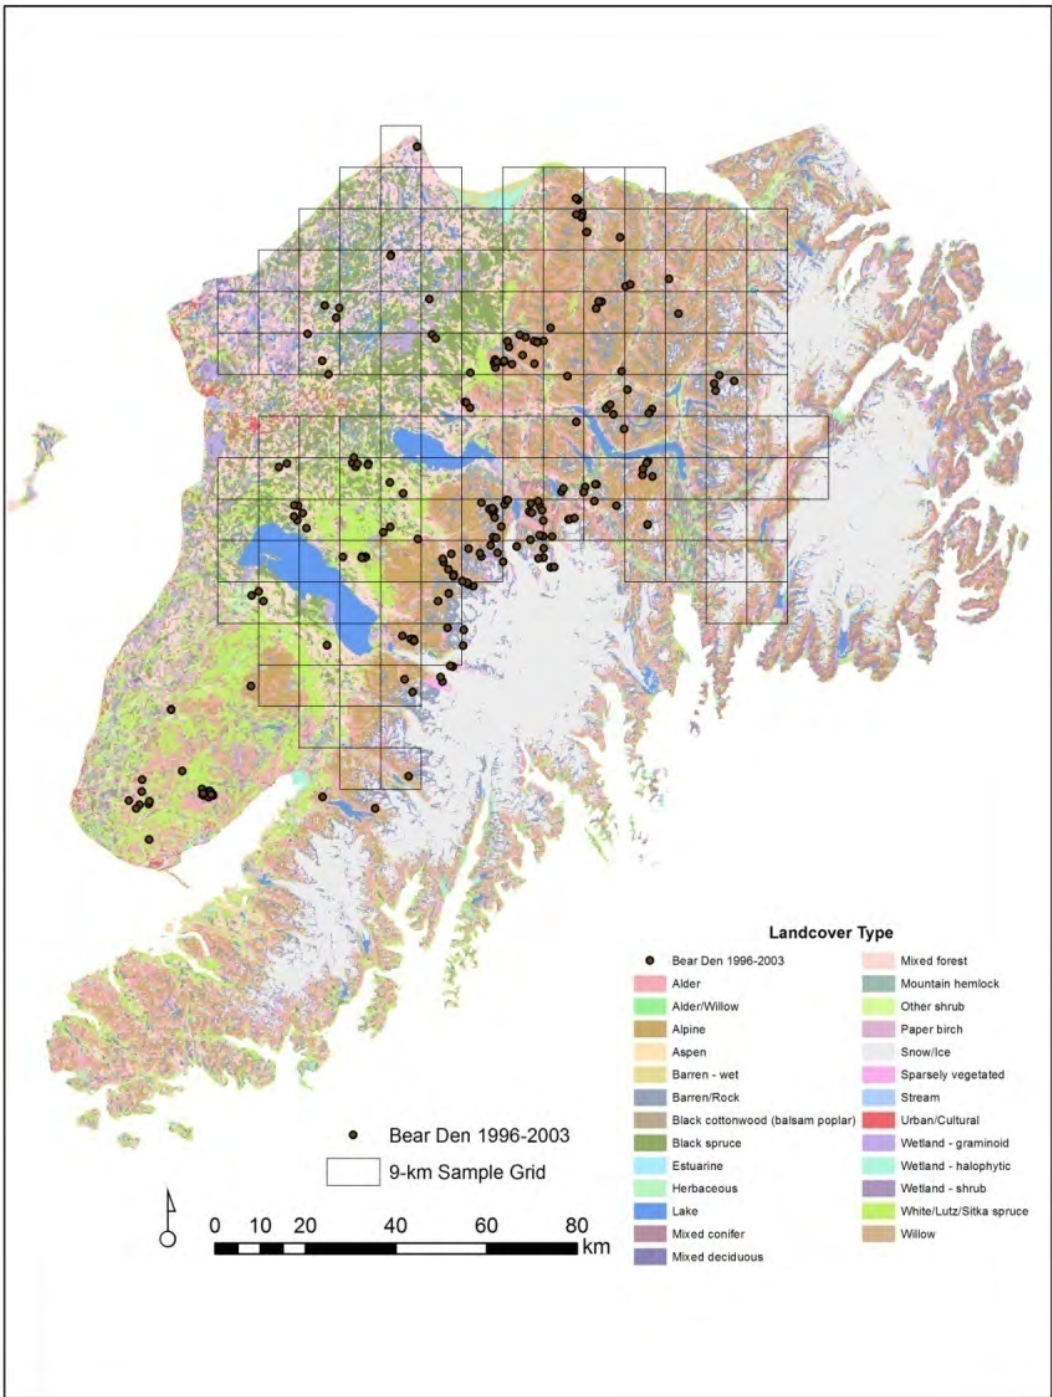 Landcover Type
Bear Den 1996-2003
Alder
Alder/Willow
Alpine
Aspen
Barren - wet
Barren/Rock
Black cottonwood (balsam poplar)
Black spruce
Estuarine
Herbaceous
Lake
Mixed conifer
Mixed deciduous
Mixed forest
Mountain hemlock
Other shrub
Paper birch
Snow/Ice
Sparsely vegetated
Stream
Urban/Cultural
Wetland - graminoid
Wetland - halophytic
Wetland - shrub
White/Lutz/Sitka spruce
Willow
Bear Den 1996-2003
9-km Sample Grid
0 10 20 40 60 80
km